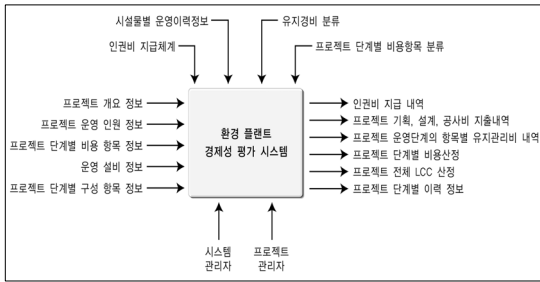 시설물별 운영이력정보
유지경비 분류
인권비 지급체계
프로젝트 단계별 비용항목 분류
프로젝트 개요 정보
프로젝트 운영 인원 정보
프로젝트 단계별 비용 항목 정보
운영 설비 정보
프로젝트 단계별 구성 항목 정보
환경 플랜트
경제성 평가 시스템
인권비 지급 내역
프로젝트 기획, 설계, 공사비 지출내역
프로젝트 운영단계의 항목별 유지관리비 내역
프로젝트 단계별 비용산정
프로젝트 전체 LCC 산정
프로젝트 단계별 이력 정보
시스템
관리자
프로젝트
관리자